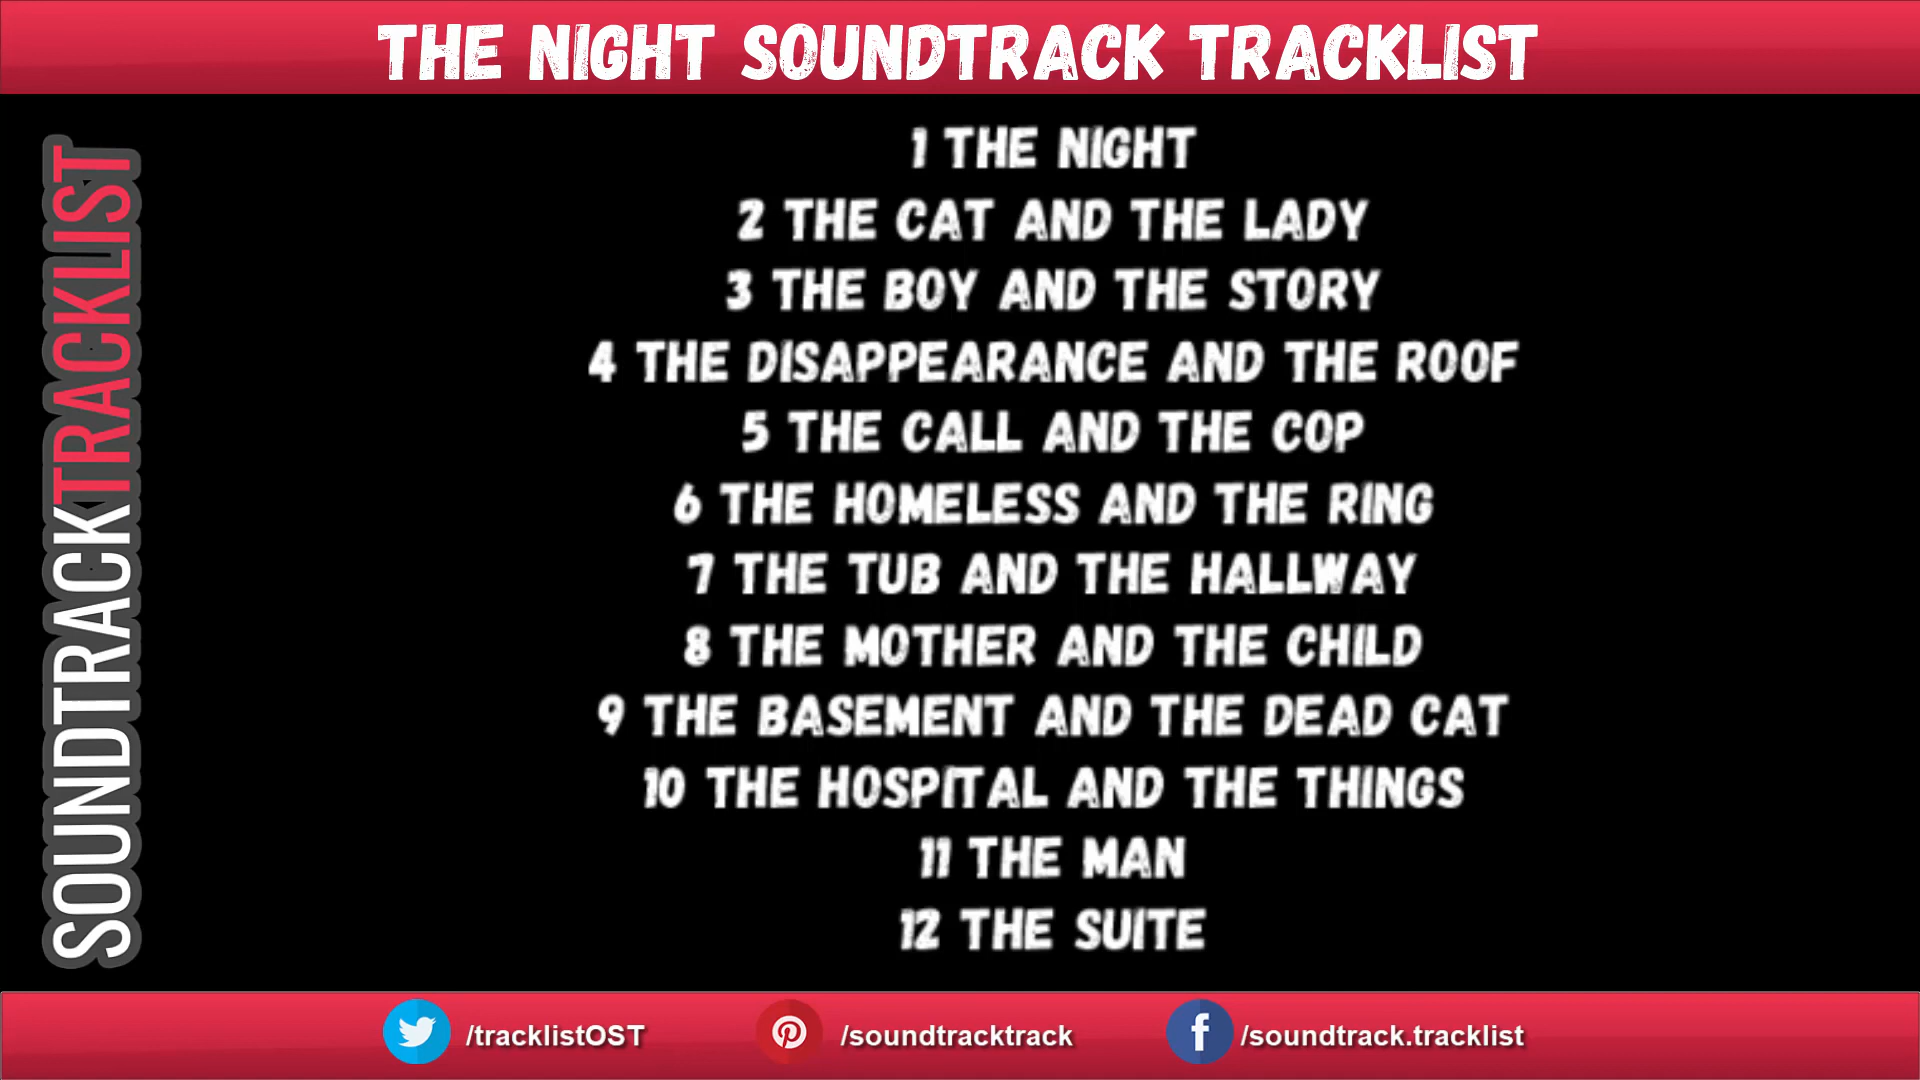 THE NIGHT SOUNDTRACK TRACKLIST
SOUNDTRACKTRACKLIST
1 THE NIGHT
2 THE CAT AND THE LADY
3 THE BOY AND THE STORY
4 THE DISAPPEARANCE AND THE ROOF
5 THE CALL AND THE COP
6 THE HOMELESS AND THE RING
7 THE TUB AND THE HALLWAY
8 THE MOTHER AND THE CHILD
9 THE BASEMENT AND THE DEAD CAT
10 THE HOSPITAL AND THE THINGS
11 THE MAN
12 THE SUITE
/tracklistOST /soundtracktrack /soundtrack.tracklist